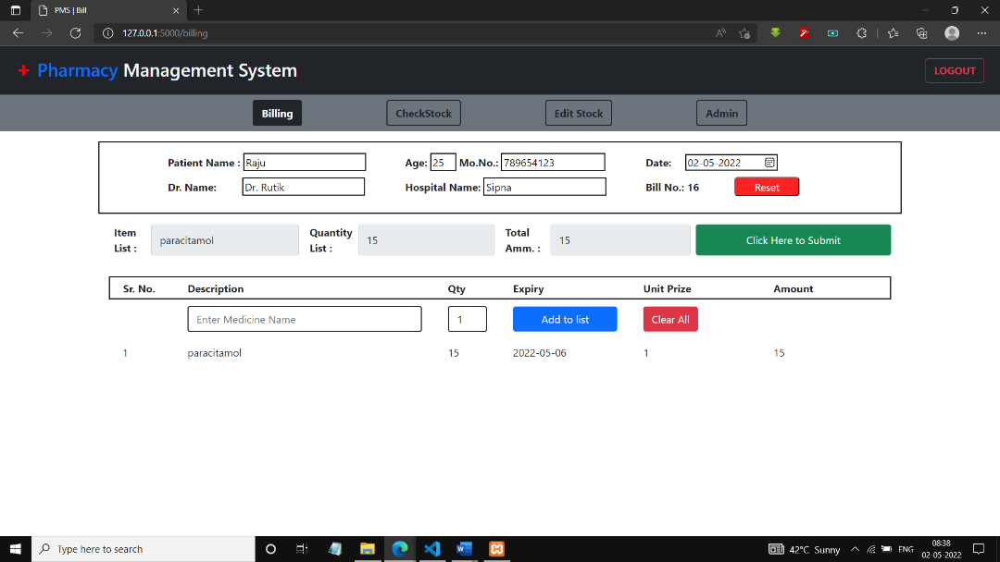 PMS | Bill
127.0.0.1:5000/billing
+ Pharmacy Management System
LOGOUT
Billing
CheckStock
Edit Stock
Admin
Patient Name : Raju Age: 25 Mo.No.: 789654123 Date: 02-05-2022
Dr. Name: Dr. Rutik Hospital Name: Sipna Bill No.: 16 Reset
Item List : paracitamol Quantity List : 15 Total Amm. : 15 Click Here to Submit
Sr. No. Description Qty Expiry Unit Prize Amount
Enter Medicine Name 1 Add to list Clear All
1 paracitamol 15 2022-05-06 1 15
Type here to search
42°C Sunny
ENG
08:38
02-05-2022